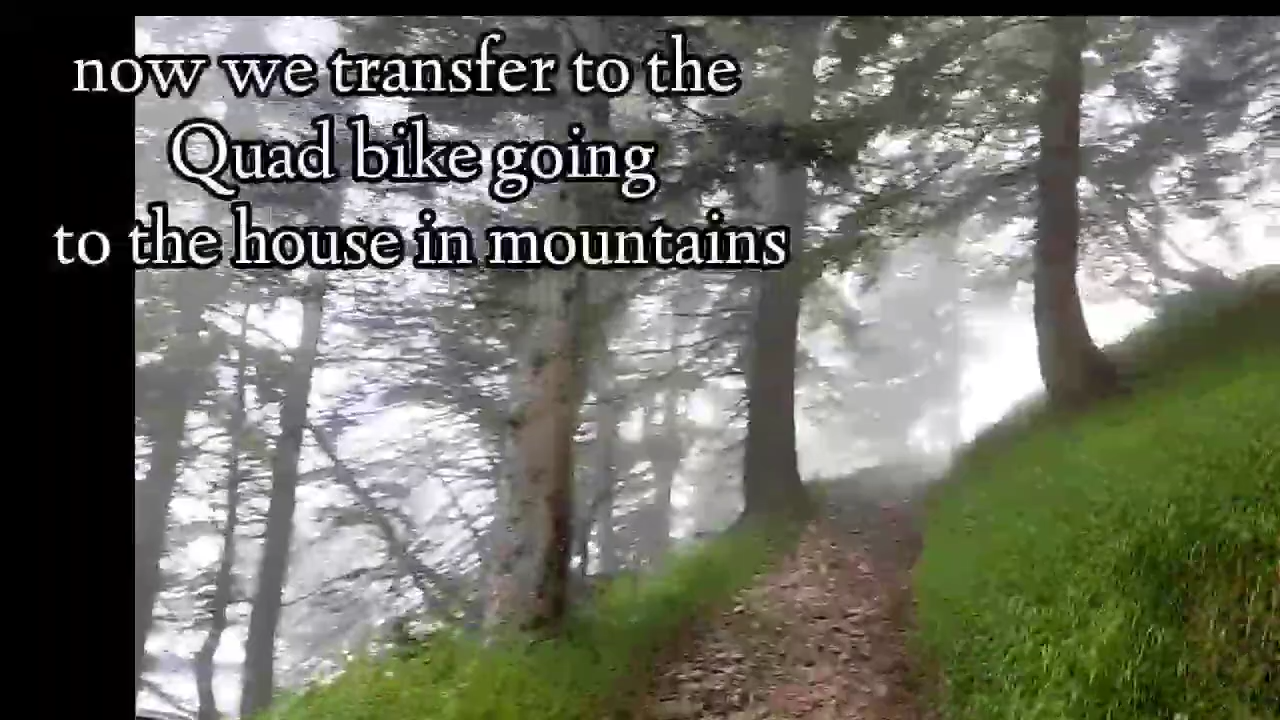 now we transfer to the
Quad bike going
to the house in mountains